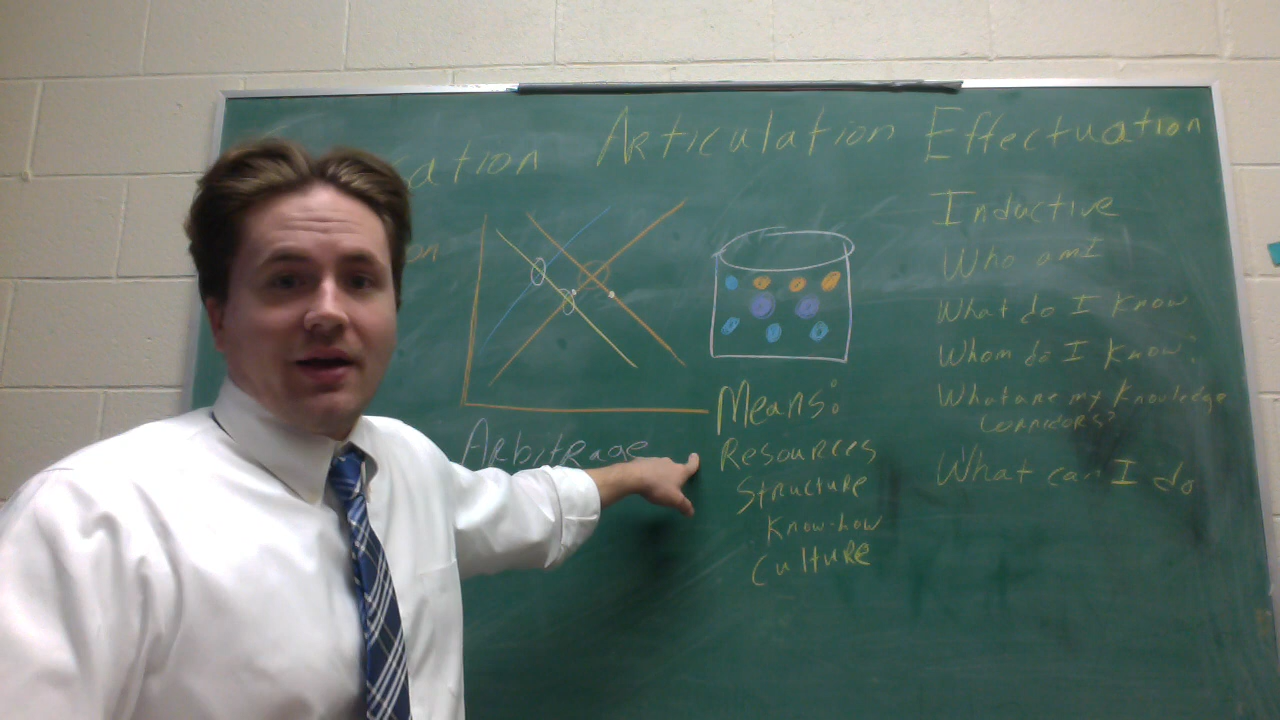 ation Articulation Effectuation
on
Arbitrage
Means:
Resources
Structure
Know-how
Culture
Inductive
Who am I
What do I know
Whom do I know?
What are my Knowledge
Corridors?
What can I do